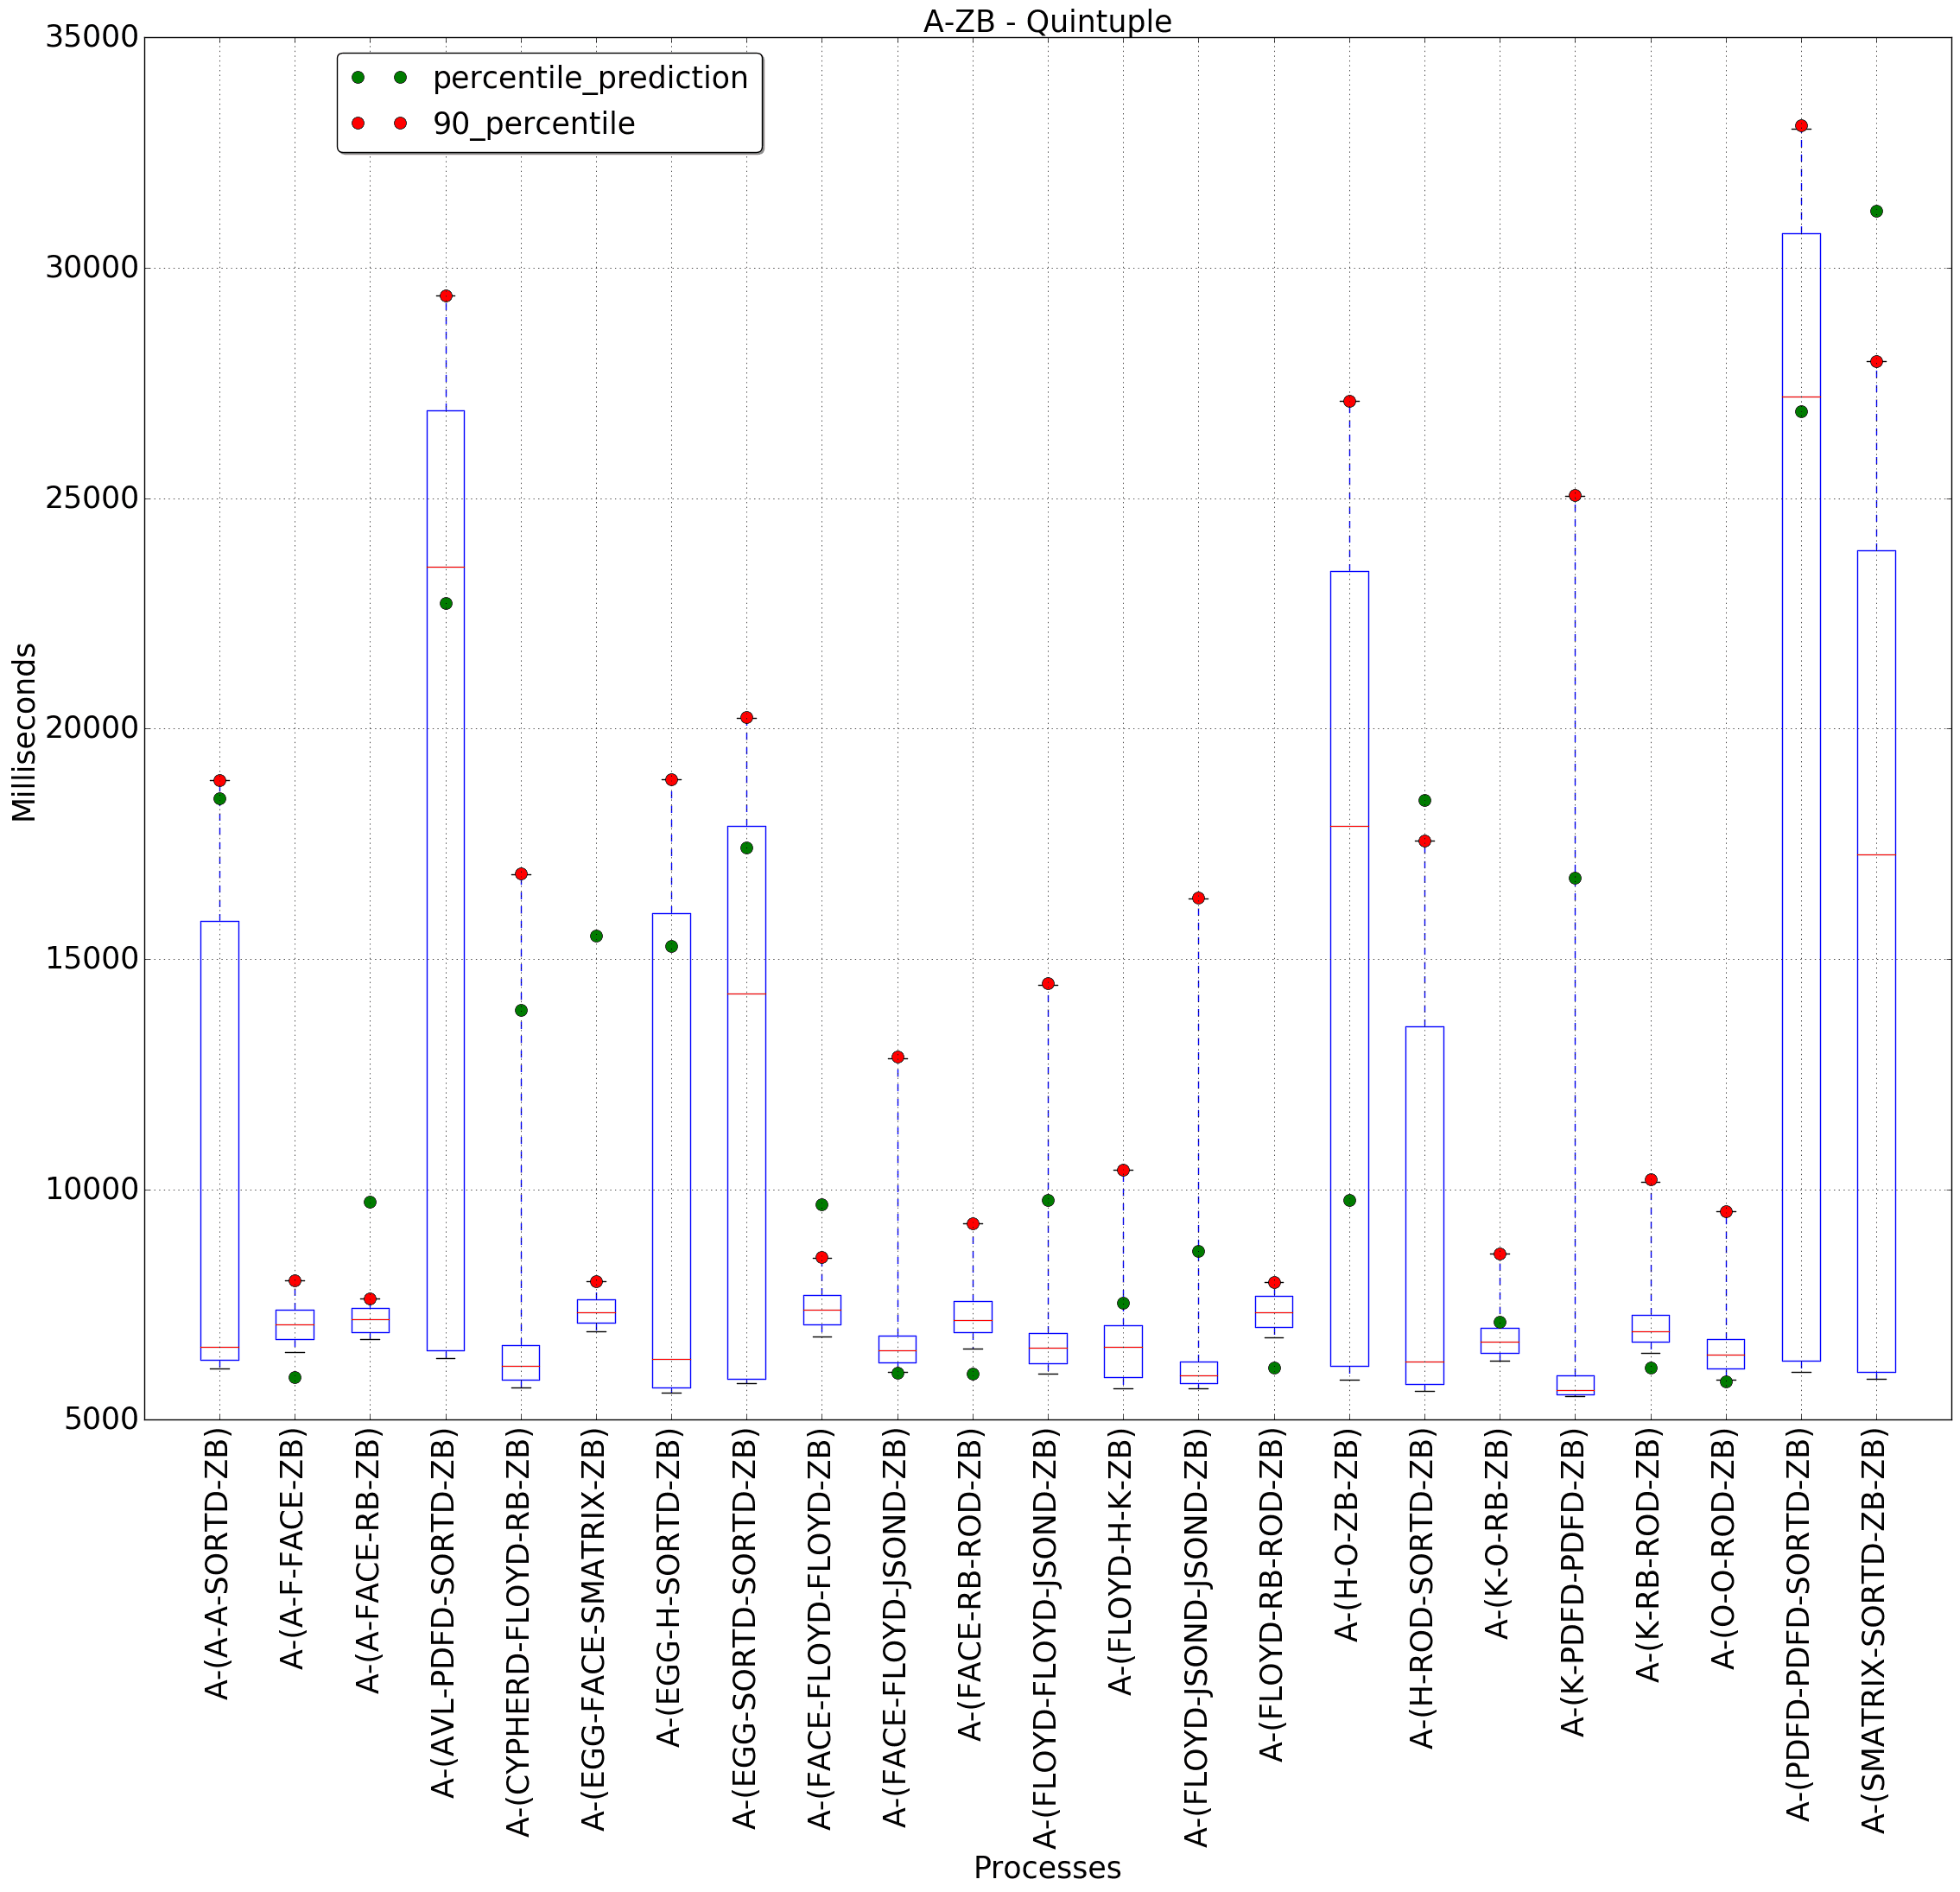 A-ZB - Quintuple
percentile_prediction
90_percentile
35000
30000
25000
20000
15000
10000
5000
Milliseconds
A-(A-A-SORTD-ZB)
A-(A-F-FACE-ZB)
A-(A-FACE-RB-ZB)
A-(AVL-PDFD-SORTD-ZB)
A-(CYPHERD-FLOYD-RB-ZB)
A-(EGG-FACE-SMATRIX-ZB)
A-(EGG-H-SORTD-ZB)
A-(EGG-SORTD-SORTD-ZB)
A-(FACE-FLOYD-FLOYD-ZB)
A-(FACE-FLOYD-JSOND-ZB)
A-(FACE-RB-ROD-ZB)
A-(FLOYD-FLOYD-JSOND-ZB)
A-(FLOYD-H-K-ZB)
A-(FLOYD-JSOND-JSOND-ZB)
A-(FLOYD-RB-ROD-ZB)
A-(H-O-ZB-ZB)
A-(H-ROD-SORTD-ZB)
A-(K-O-RB-ZB)
A-(K-PDFD-PDFD-ZB)
A-(K-RB-ROD-ZB)
A-(O-O-ROD-ZB)
A-(PDFD-PDFD-SORTD-ZB)
A-(SMATRIX-SORTD-ZB-ZB)
Processes